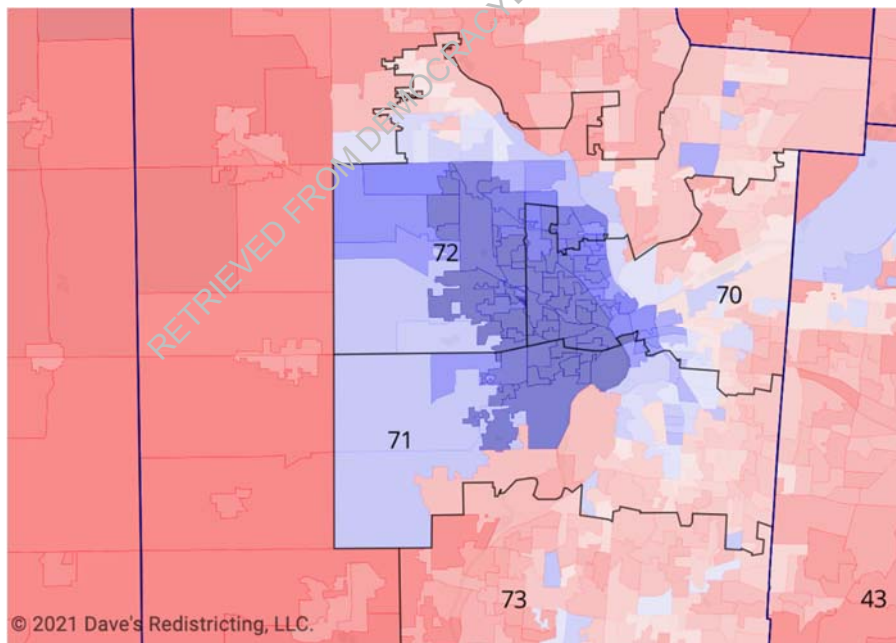 RETRIEVED FROM DEMOCRACY
72
70
71
73
43
© 2021 Dave's Redistricting, LLC.